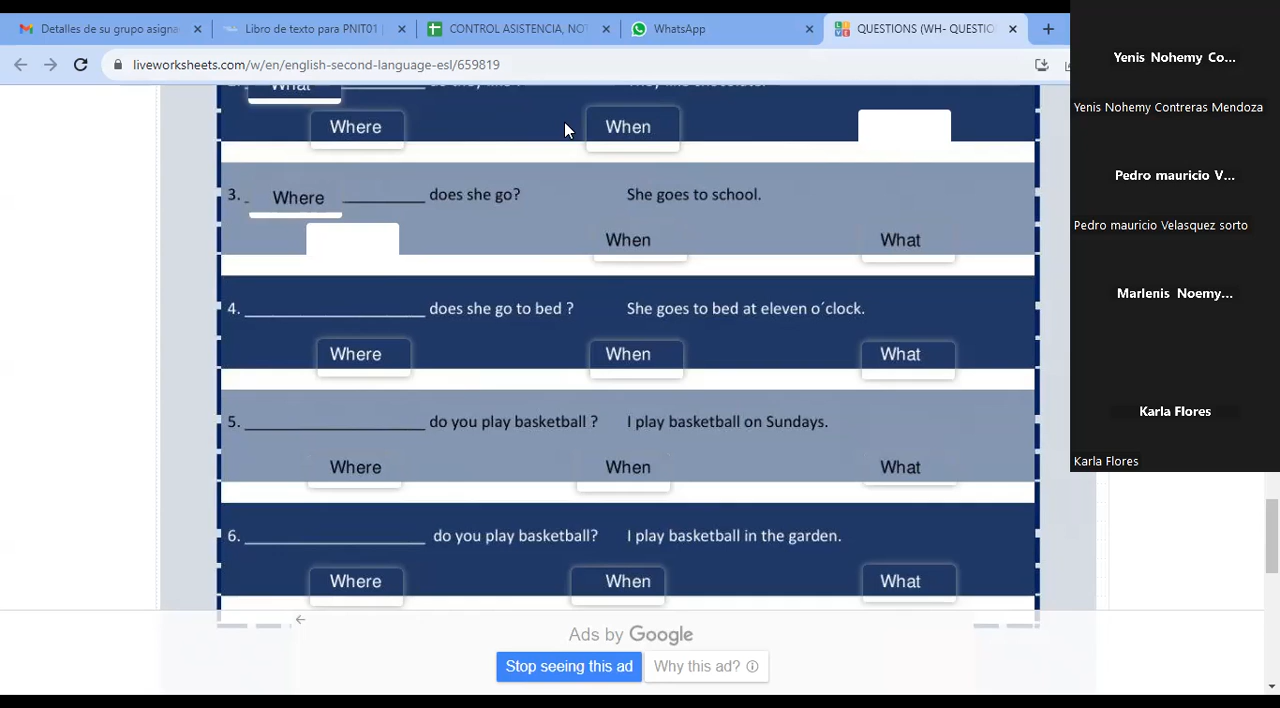 Detalles de su grupo asigna
Libro de texto para PNIT01
CONTROL ASISTENCIA, NO
WhatsApp
QUESTIONS (WH- QUESTIO
liveworksheets.com/w/en/english-second-language-esl/659819
What
Where
When
3. Where does she go? She goes to school.
When
What
4. ____________________ does she go to bed ? She goes to bed at eleven o´clock.
Where
When
What
5. ____________________ do you play basketball ? I play basketball on Sundays.
Where
When
What
6. ____________________ do you play basketball? I play basketball in the garden.
Where
When
What
Ads by Google
Stop seeing this ad
Why this ad?
Yenis Nohemy Co...
Yenis Nohemy Contreras Mendoza
Pedro mauricio V...
Pedro mauricio Velasquez sorto
Marlenis Noemy...
Karla Flores
Karla Flores